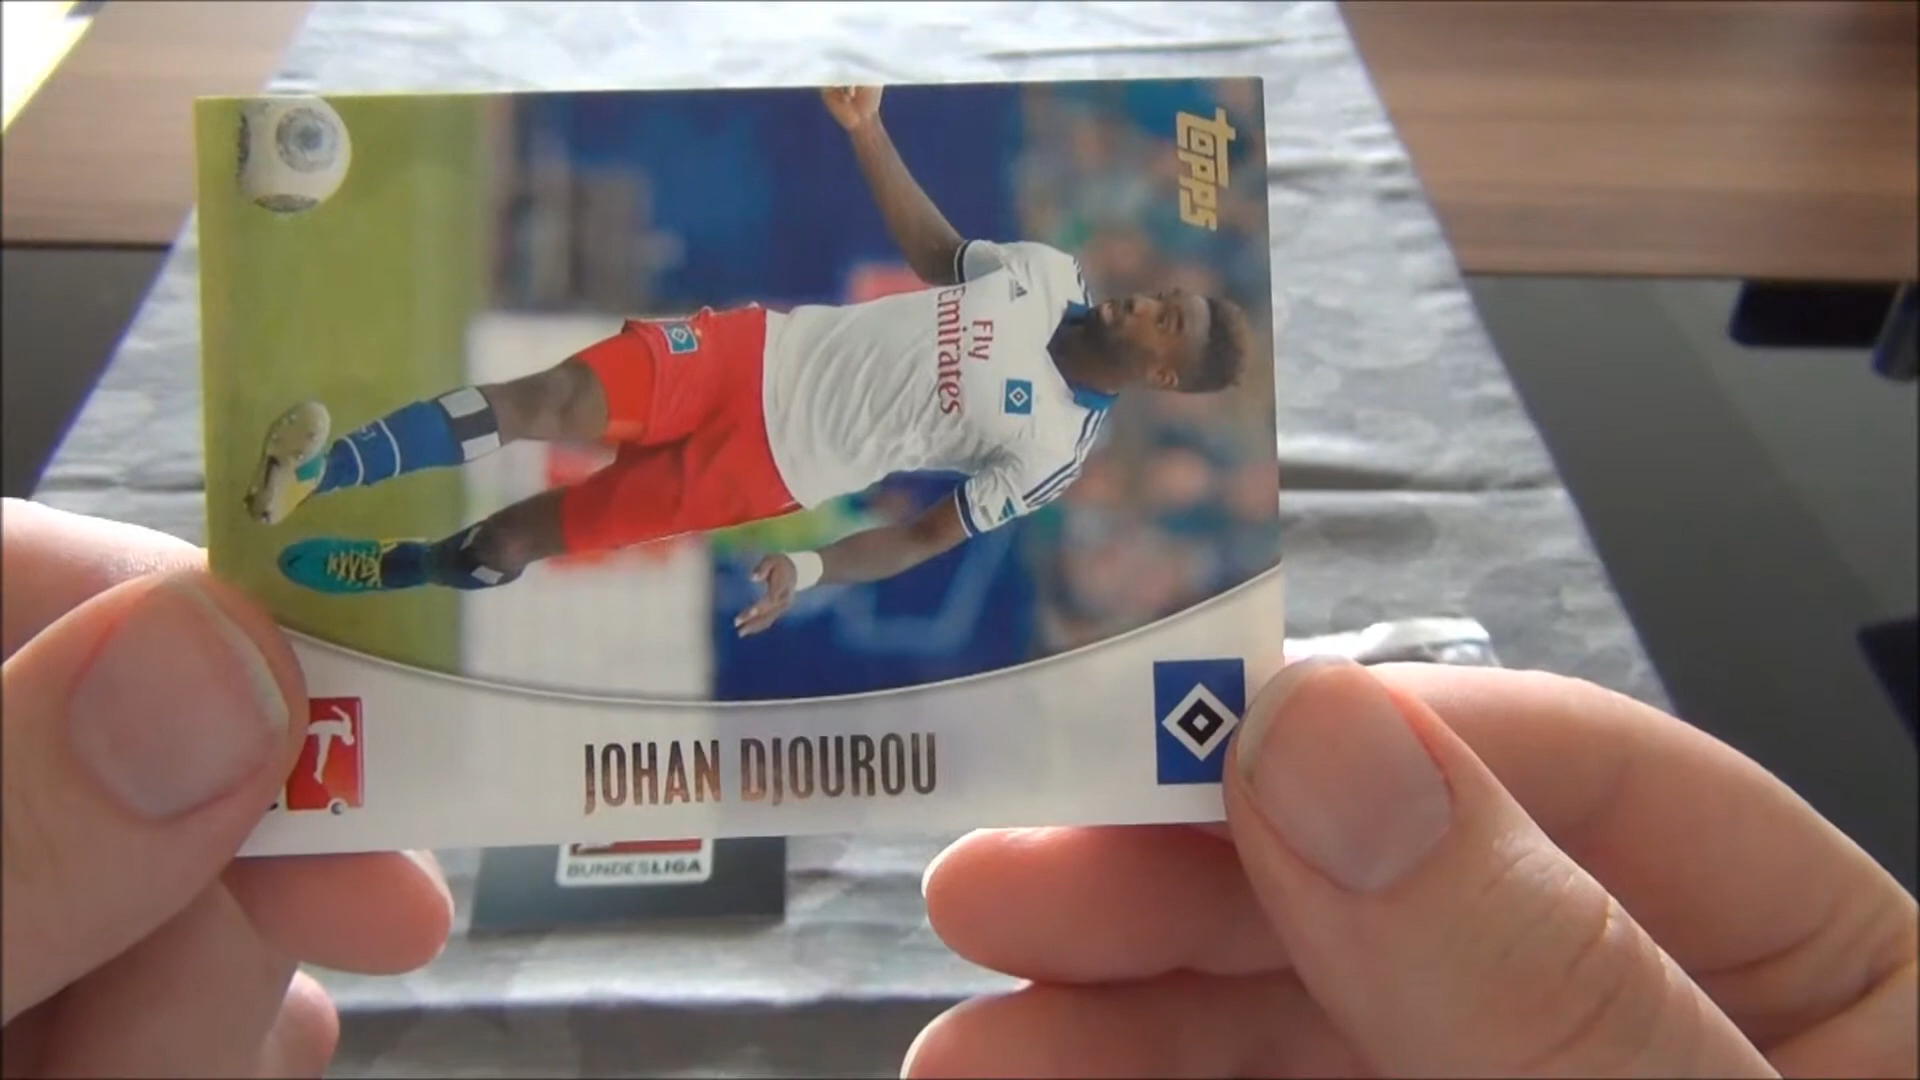 topps
Fly
Emirates
JOHAN DJOUROU
BUNDESLIGA